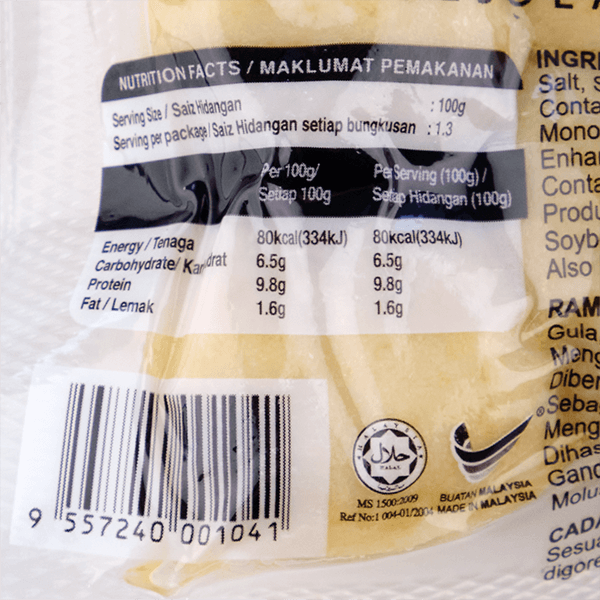 NUTRITION FACTS / MAKLUMAT PEMAKANAN
Serving Size / Saiz Hidangan : 100g
Serving per package/ Saiz Hidangan setiap bungkusan : 1.3
Per 100g/ Per Serving (100g) /
Setiap 100g Setiap Hidangan (100g)
Energy / Tenaga 80kcal(334kJ) 80kcal(334kJ)
Carbohydrate/ 6.5g 6.5g
Protein 9.8g 9.8g
Fat / Lemak 1.6g 1.6g
9 557240 001041
حلال
MALAYSIA
MS 1500:2009
Ref No:1 004-01/2004
®
BUATAN MALAYSIA
MADE IN MALAYSIA
INGRE
Salt, s
Conta
Mono
Enhan
Conta
Produ
Soyb
Also
RAM
Gula
Meng
Diber
Seba
Meng
Dihas
Gand
Molu
CADA
Sesua
digore